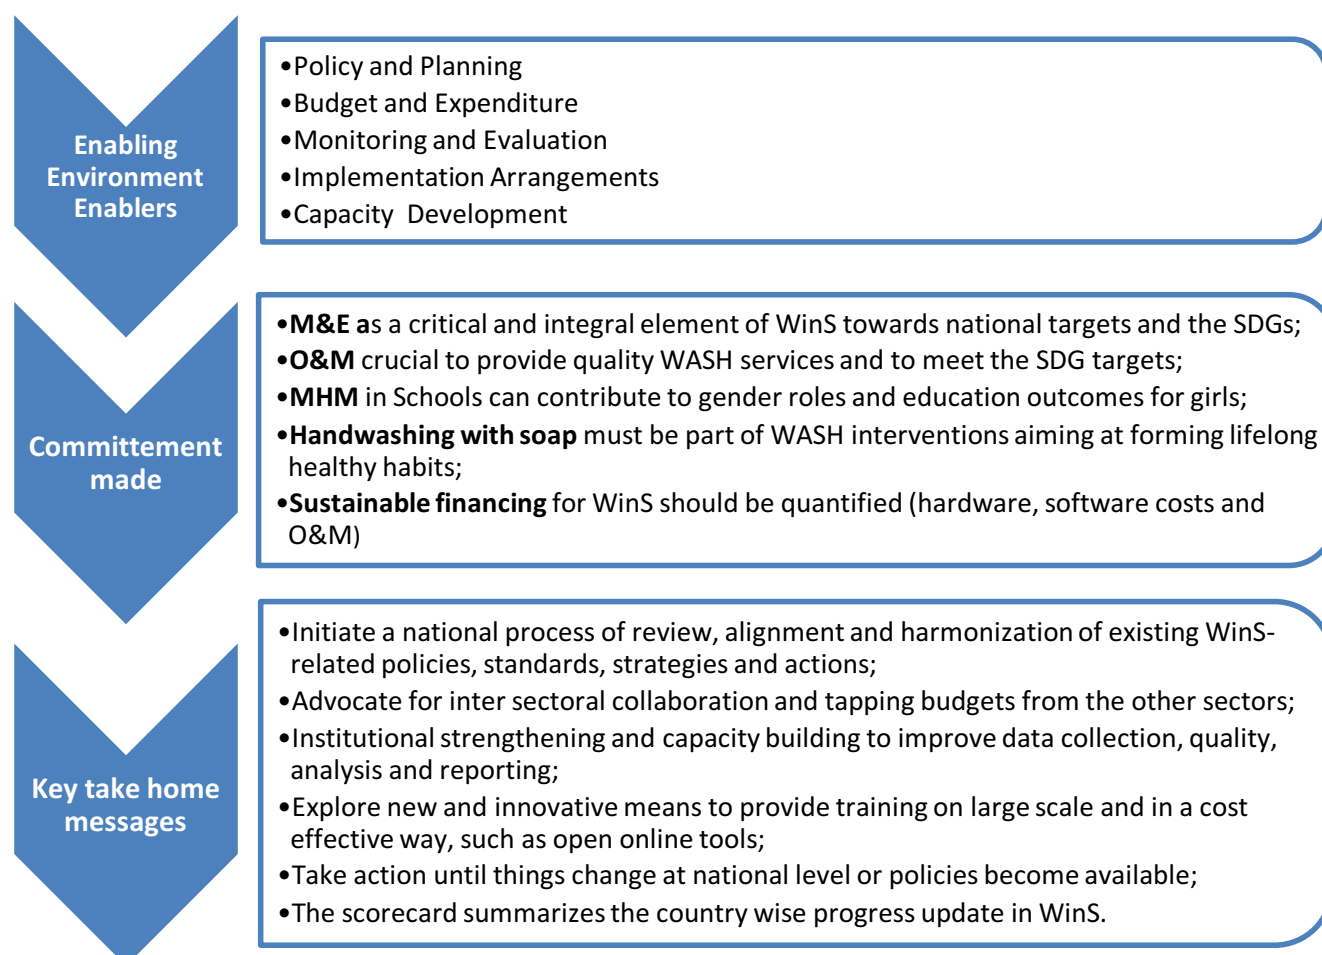 Enabling
Environment
Enablers
•Policy and Planning
•Budget and Expenditure
•Monitoring and Evaluation
•Implementation Arrangements
•Capacity  Development
Committement
made
•M&E as a critical and integral element of WinS towards national targets and the SDGs;
•O&M crucial to provide quality WASH services and to meet the SDG targets;
•MHM in Schools can contribute to gender roles and education outcomes for girls;
•Handwashing with soap must be part of WASH interventions aiming at forming lifelong
healthy habits;
•Sustainable financing for WinS should be quantified (hardware, software costs and
O&M)
Key take home
messages
•Initiate a national process of review, alignment and harmonization of existing WinS-
related policies, standards, strategies and actions;
•Advocate for inter sectoral collaboration and tapping budgets from the other sectors;
•Institutional strengthening and capacity building to improve data collection, quality,
analysis and reporting;
•Explore new and innovative means to provide training on large scale and in a cost
effective way, such as open online tools;
•Take action until things change at national level or policies become available;
•The scorecard summarizes the country wise progress update in WinS.